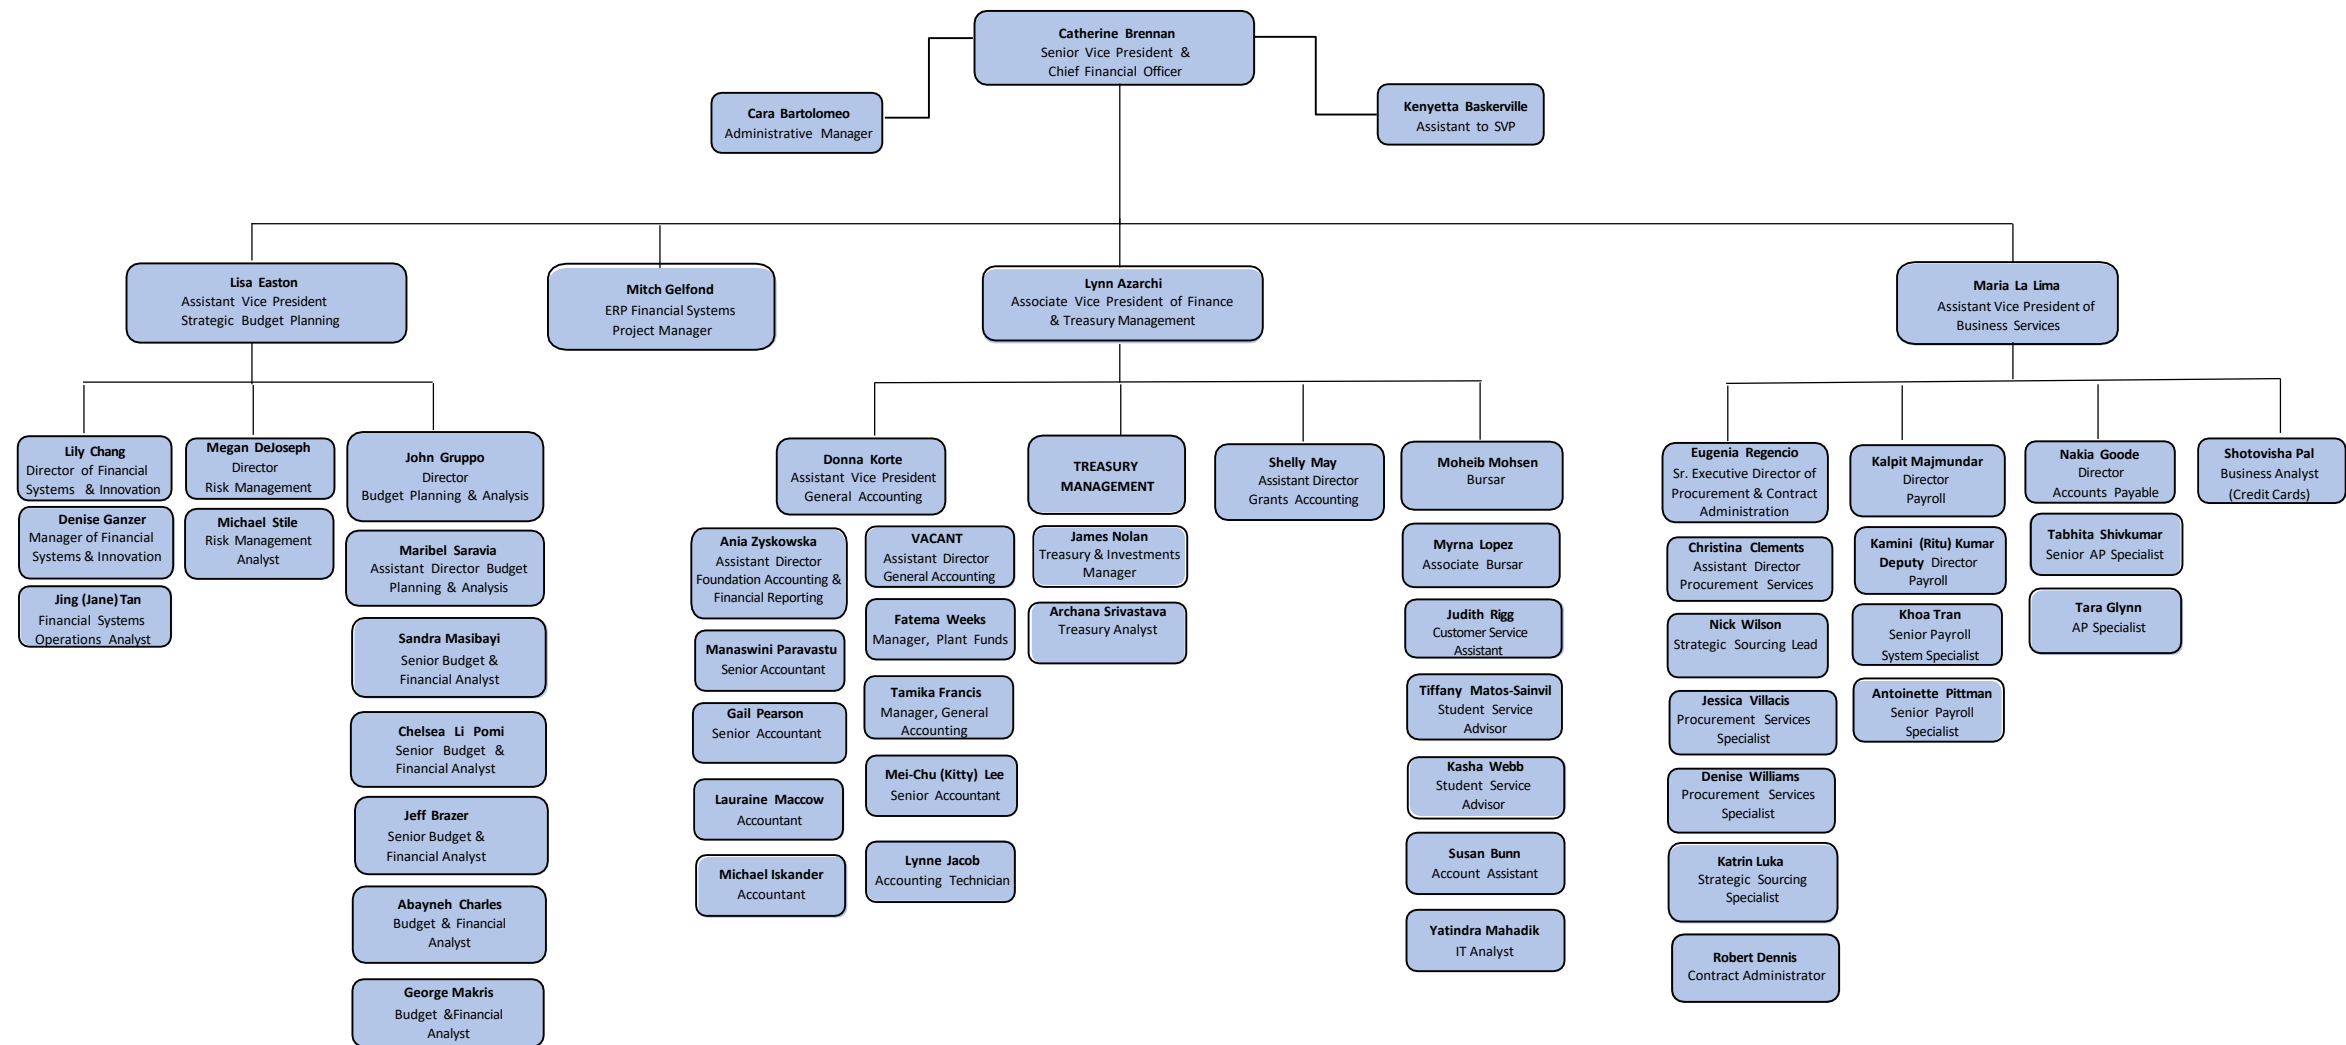 Catherine Brennan
Senior Vice President &
Chief Financial Officer
Cara Bartolomeo
Administrative Manager
Kenyetta Baskerville
Assistant to SVP
Lisa Easton
Assistant Vice President
Strategic Budget Planning
Mitch Gelfond
ERP Financial Systems
Project Manager
Lynn Azarchi
Associate Vice President of Finance
& Treasury Management
Maria La Lima
Assistant Vice President of
Business Services
Lily Chang
Director of Financial
Systems & Innovation
Denise Ganzer
Manager of Financial
Systems & Innovation
Jing (Jane) Tan
Financial Systems
Operations Analyst
Megan DeJoseph
Director
Risk Management
Michael Stile
Risk Management
Analyst
John Gruppo
Director
Budget Planning & Analysis
Maribel Saravia
Assistant Director Budget
Planning & Analysis
Sandra Masibayi
Senior Budget &
Financial Analyst
Chelsea Li Pomi
Senior Budget &
Financial Analyst
Jeff Brazer
Senior Budget &
Financial Analyst
Abayneh Charles
Budget & Financial
Analyst
George Makris
Budget &Financial
Analyst
Donna Korte
Assistant Vice President
General Accounting
Ania Zyskowska
Assistant Director
Foundation Accounting &
Financial Reporting
Manaswini Paravastu
Senior Accountant
Gail Pearson
Senior Accountant
Lauraine Maccow
Accountant
Michael Iskander
Accountant
VACANT
Assistant Director
General Accounting
Fatema Weeks
Manager, Plant Funds
Tamika Francis
Manager, General
Accounting
Mei-Chu (Kitty) Lee
Senior Accountant
Lynne Jacob
Accounting Technician
TREASURY
MANAGEMENT
James Nolan
Treasury & Investments
Manager
Archana Srivastava
Treasury Analyst
Shelly May
Assistant Director
Grants Accounting
Moheib Mohsen
Bursar
Myrna Lopez
Associate Bursar
Judith Rigg
Customer Service
Assistant
Tiffany Matos-Sainvil
Student Service
Advisor
Kasha Webb
Student Service
Advisor
Susan Bunn
Account Assistant
Yatindra Mahadik
IT Analyst
Eugenia Regencio
Sr. Executive Director of
Procurement & Contract
Administration
Christina Clements
Assistant Director
Procurement Services
Nick Wilson
Strategic Sourcing Lead
Jessica Villacis
Procurement Services
Specialist
Denise Williams
Procurement Services
Specialist
Katrin Luka
Strategic Sourcing
Specialist
Robert Dennis
Contract Administrator
Kalpit Majmundar
Director
Payroll
Kamini (Ritu) Kumar
Deputy Director
Payroll
Khoa Tran
Senior Payroll
System Specialist
Antoinette Pittman
Senior Payroll
Specialist
Nakia Goode
Director
Accounts Payable
Tabhita Shivkumar
Senior AP Specialist
Tara Glynn
AP Specialist
Shotovisha Pal
Business Analyst
(Credit Cards)